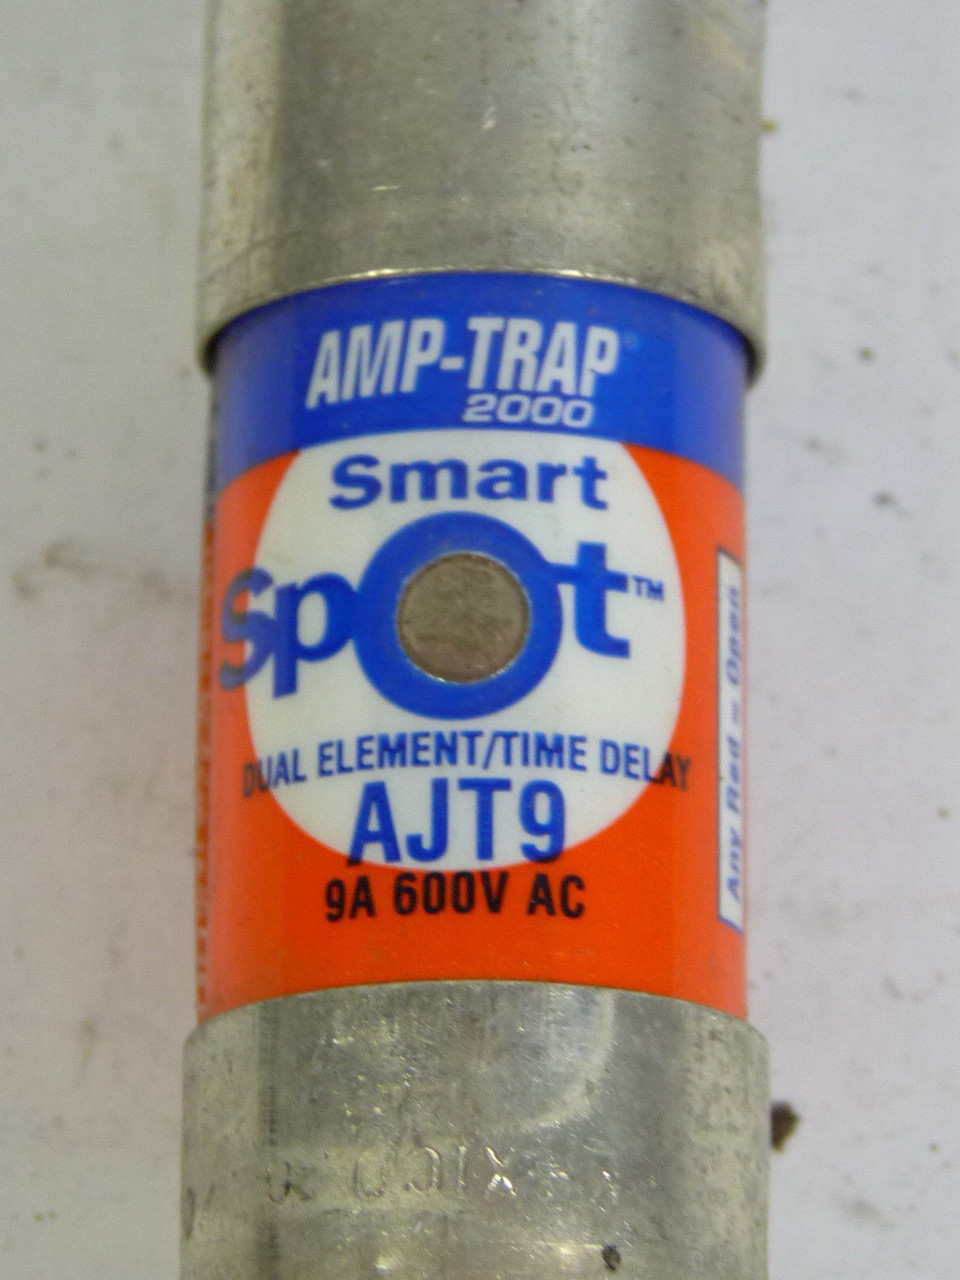 AMP-TRAP
2000
Smart
Spot™
DUAL ELEMENT/TIME DELAY
AJT9
9A 600V AC
Any Red = Open